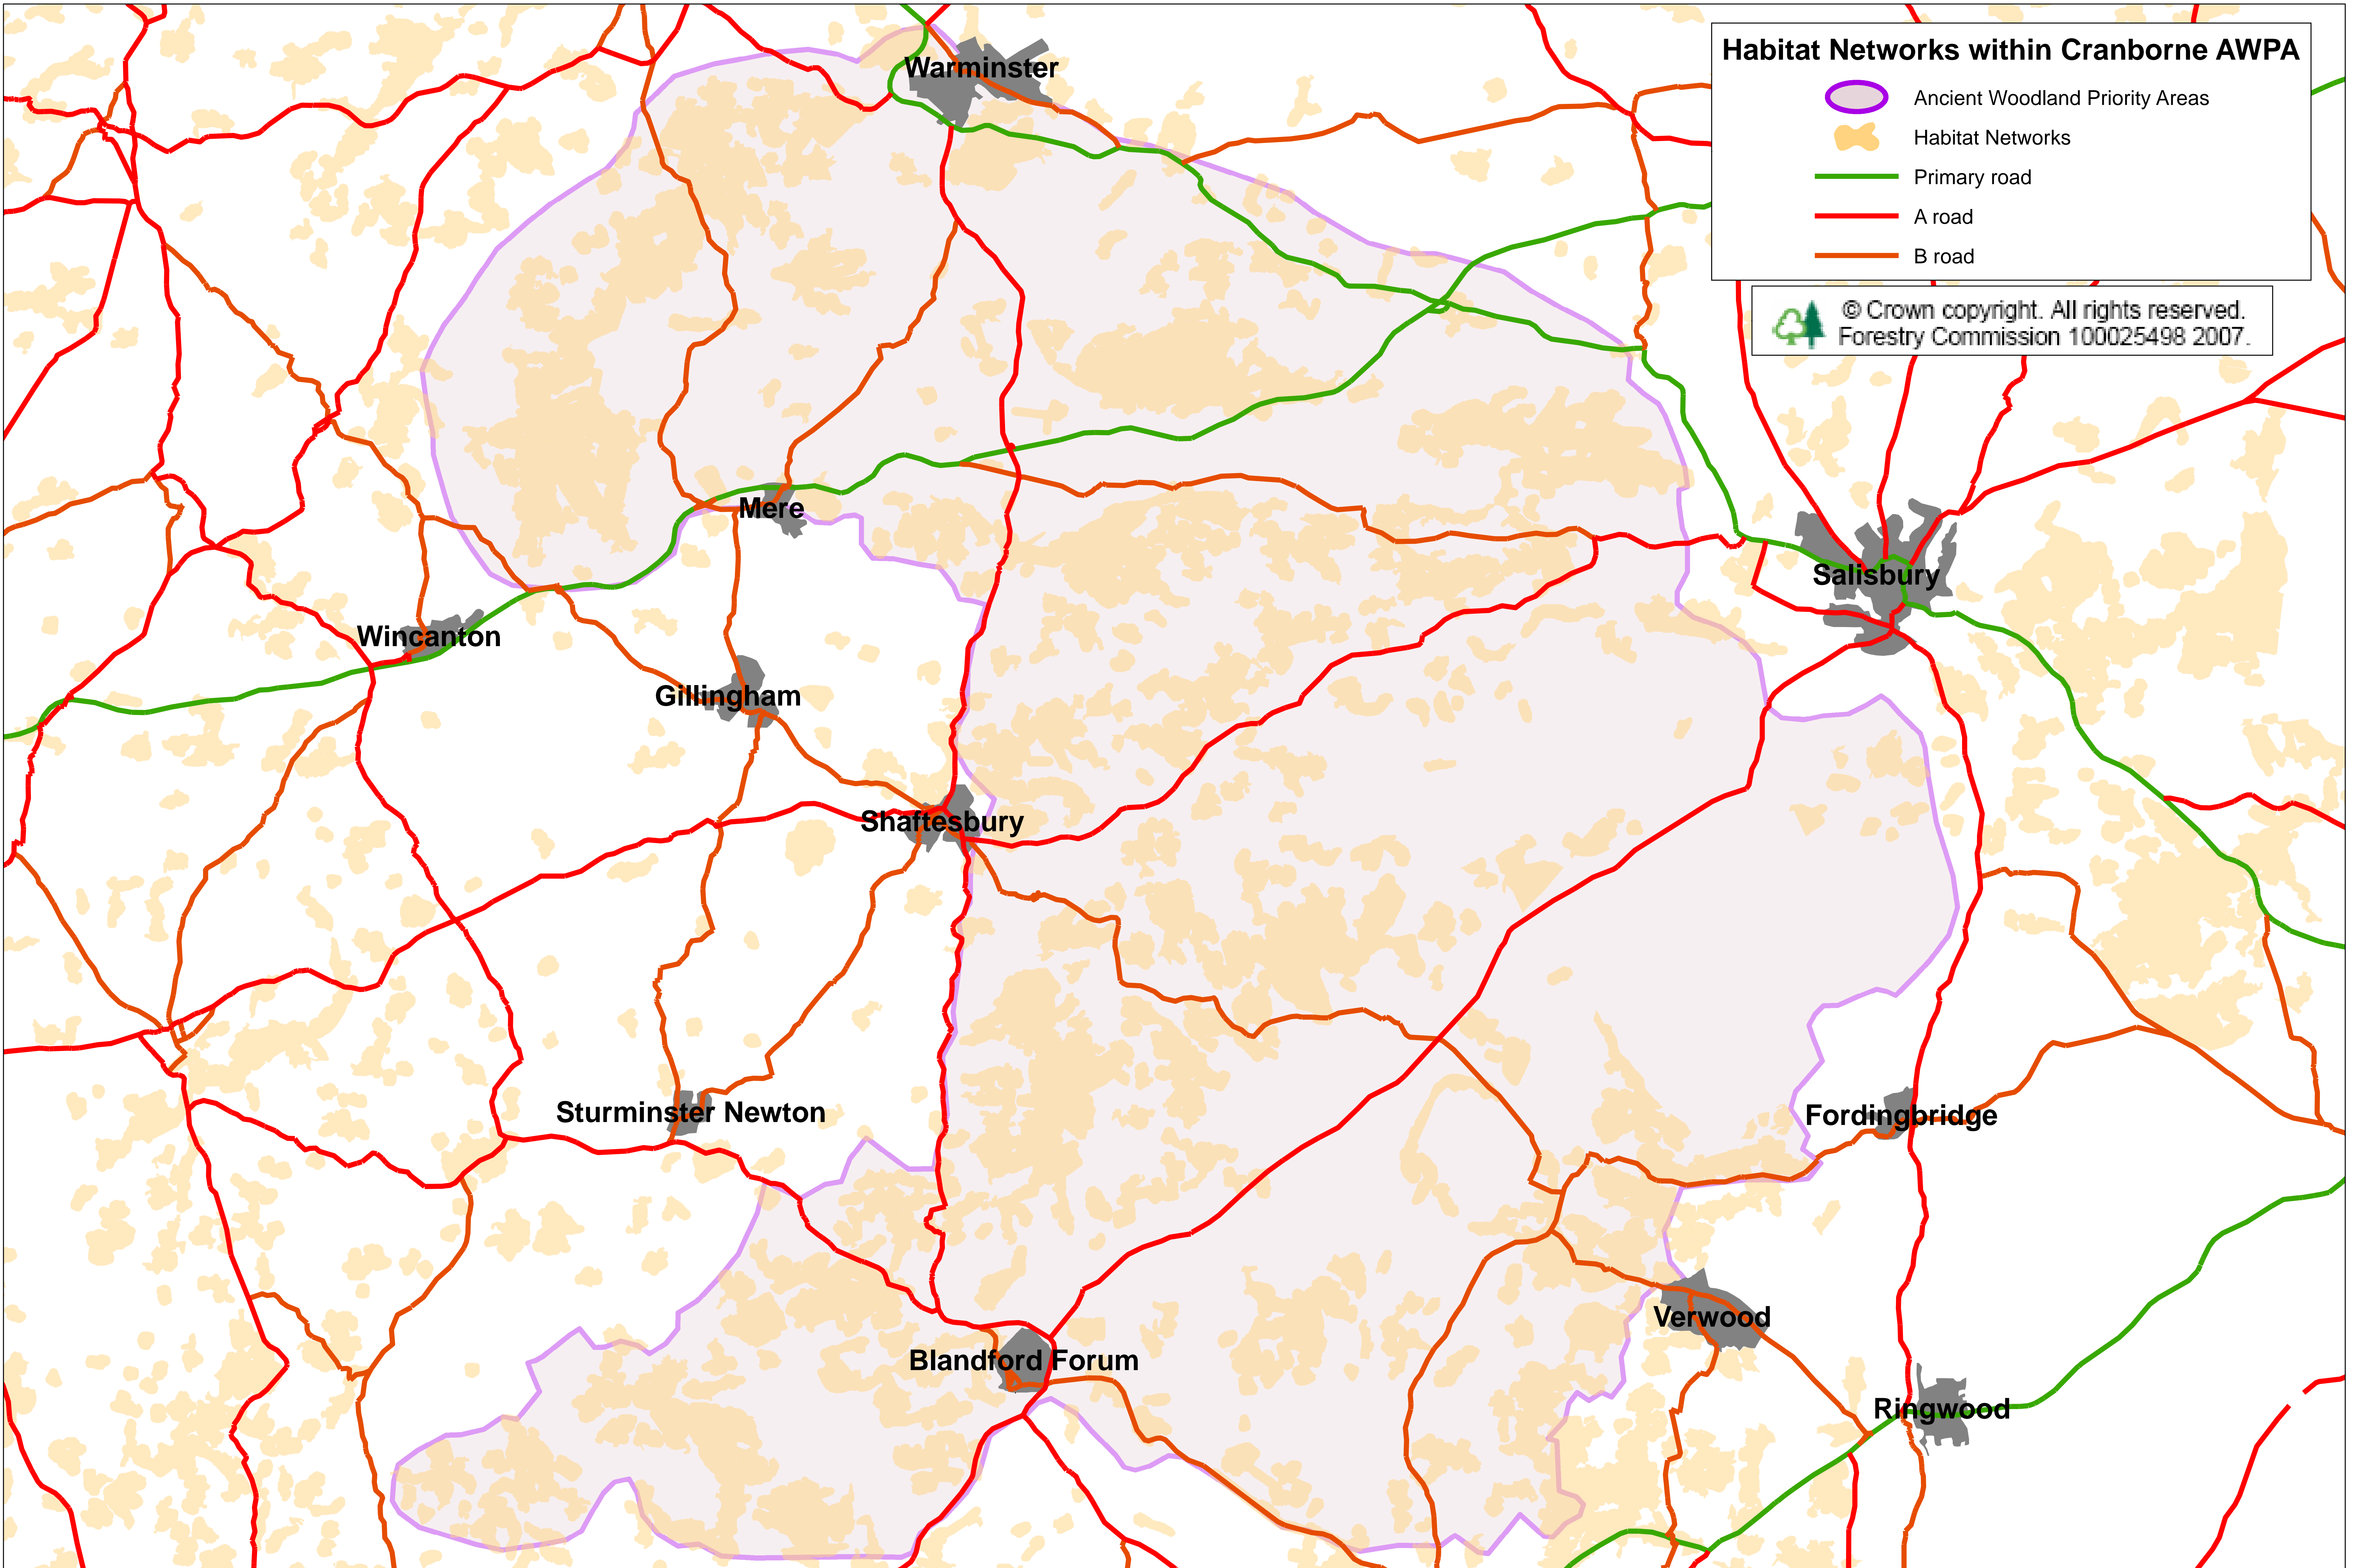 Habitat Networks within Cranborne AWPA
Ancient Woodland Priority Areas
Habitat Networks
Primary road
A road
B road
© Crown copyright. All rights reserved.
Forestry Commission 100025498 2007.
Warminster
Mere
Salisbury
Wincanton
Gillingham
Shaftesbury
Sturminster Newton
Fordingbridge
Verwood
Blandford Forum
Ringwood